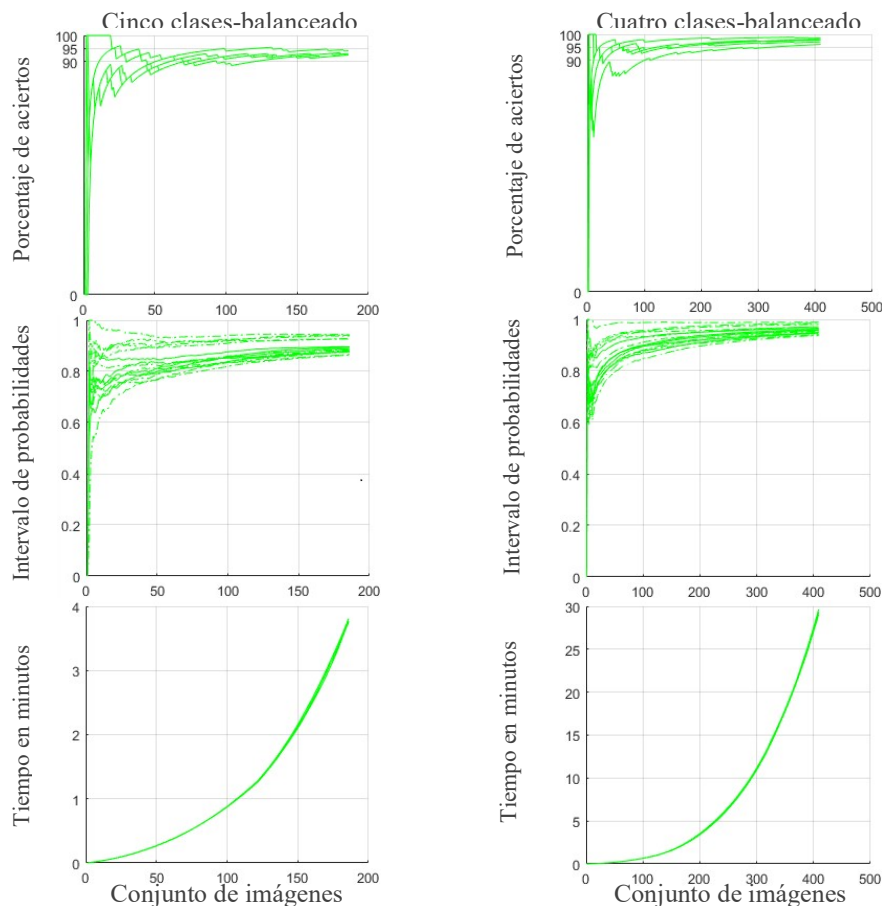 Cinco clases-balanceado
Porcentaje de aciertos
100
95
90
0
0 50 100 150 200
Intervalo de probabilidades
1
0.8
0.6
0.4
0.2
0
0 50 100 150 200
Tiempo en minutos
4
3
2
1
0
0 50 100 150 200
Conjunto de imágenes
Cuatro clases-balanceado
Porcentaje de aciertos
100
95
90
0
0 100 200 300 400 500
Intervalo de probabilidades
1
0.8
0.6
0.4
0.2
0
0 100 200 300 400 500
Tiempo en minutos
30
25
20
15
10
5
0
0 100 200 300 400 500
Conjunto de imágenes